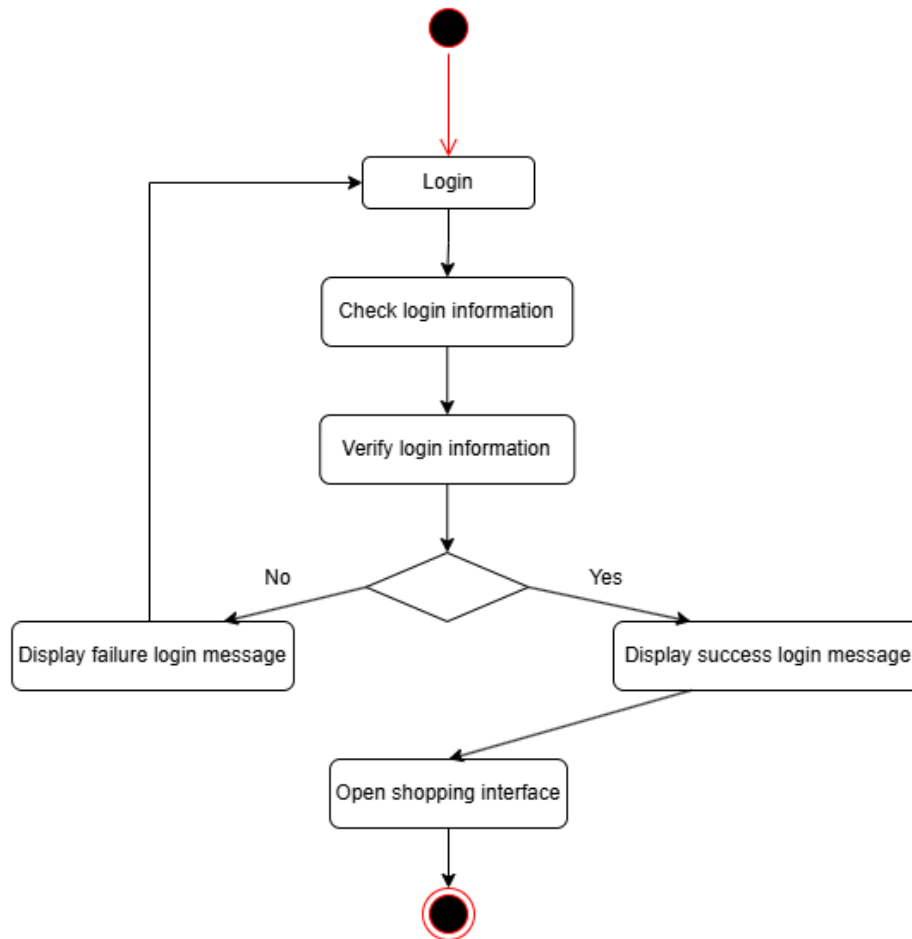 Login
Check login information
Verify login information
No
Yes
Display failure login message
Display success login message
Open shopping interface